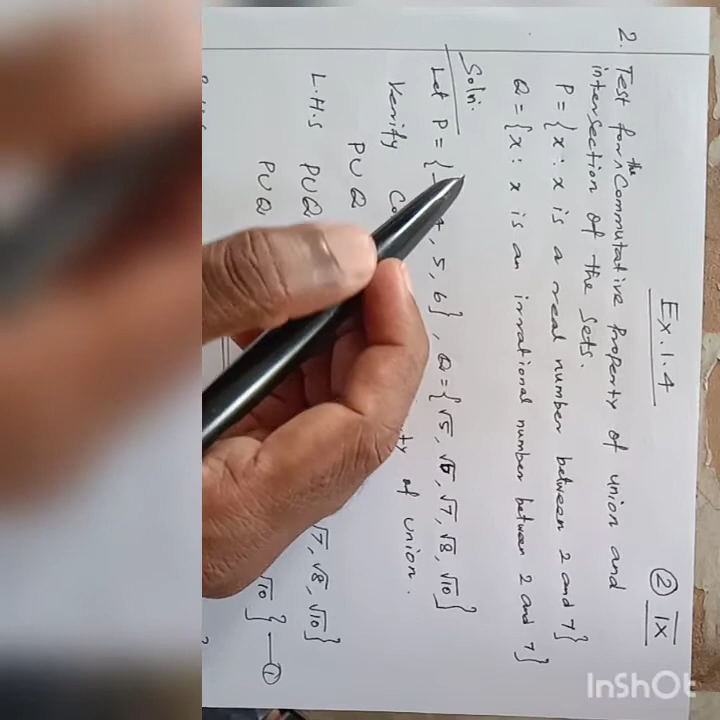 Ex. 1.4
② IX
2. Test for the Commutative Property of union and
intersection of the sets.
P = {x : x is a real number between 2 and 7}
Q = {x : x is an irrational number between 2 and 7}
Soln:
Let P = { , 5, 6}, Q = {√5, √6, √7, √8, √10}
Verify ty of union.
P∪Q
L.H.S P∪Q √7, √8, √10}
P∪Q √10} — ①
InShOt